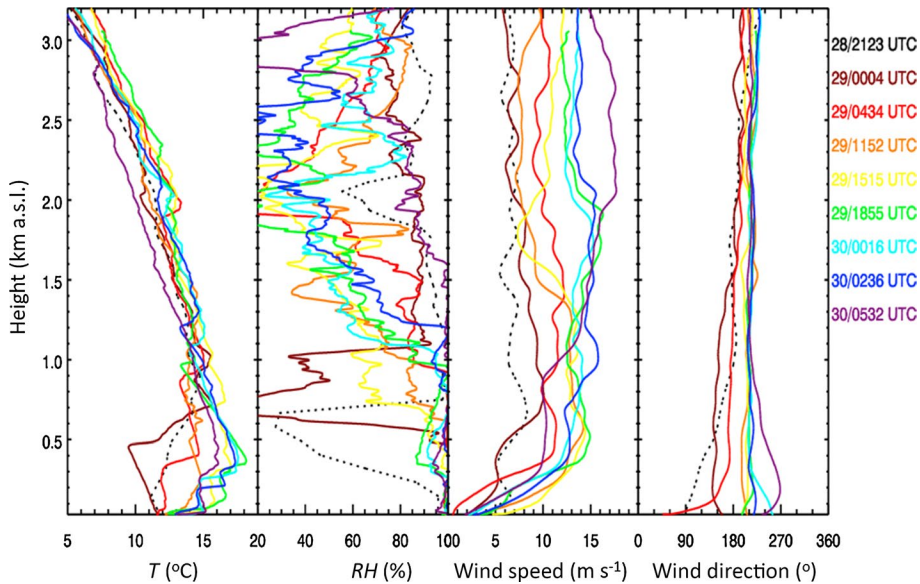 3.0
2.5
2.0
1.5
1.0
0.5
Height (km a.s.l.)
28/2123 UTC
29/0004 UTC
29/0434 UTC
29/1152 UTC
29/1515 UTC
29/1855 UTC
30/0016 UTC
30/0236 UTC
30/0532 UTC
5 10 15 20 40 60 80 100 5 10 15 0 90 180 270 360
T (°C) RH (%) Wind speed (m s⁻¹) Wind direction (°)